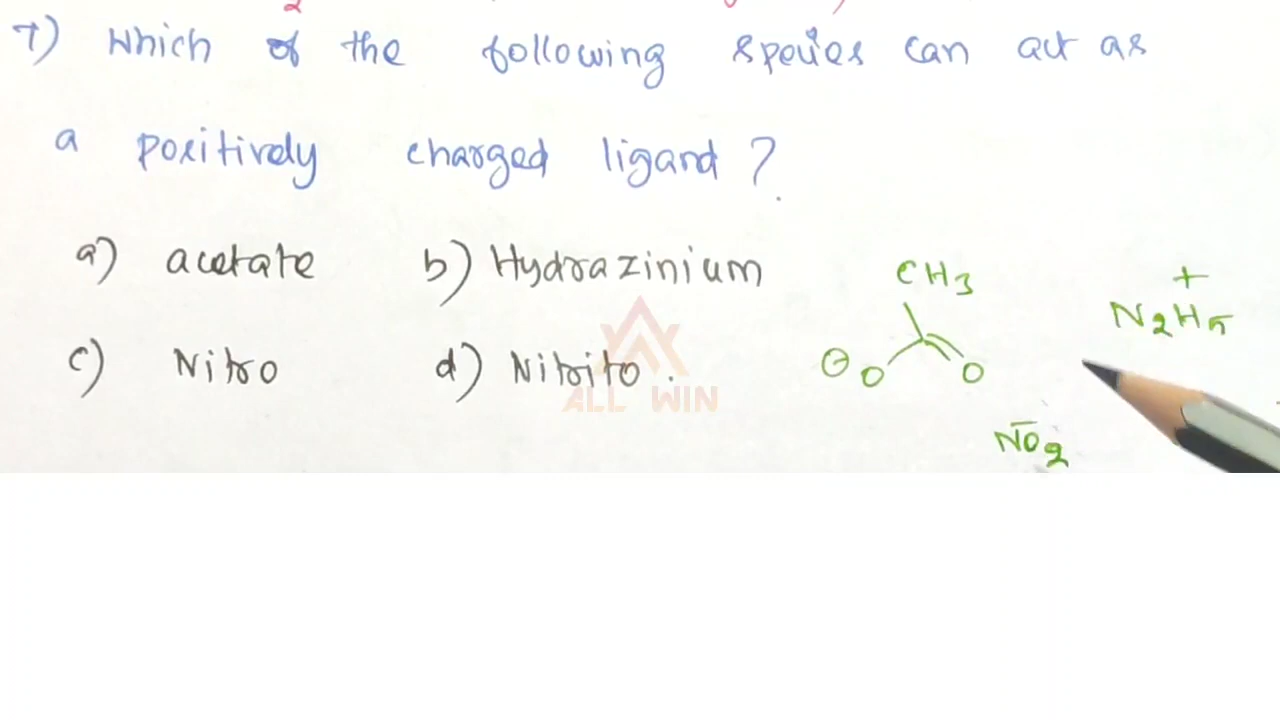 7) Which of the following species can act as
a positively charged ligand?
a) acetate b) Hydrazinium
c) Nitro d) Nitrito.
CH3
⊖ O O
+
N2H5
NO2-
ALL WIN